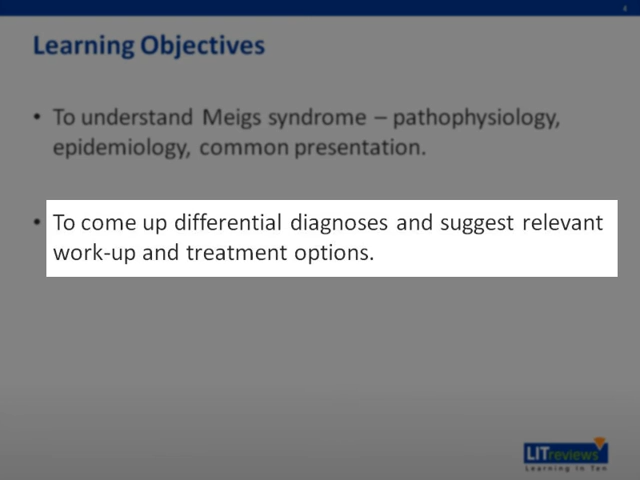 4
Learning Objectives
• To understand Meigs syndrome – pathophysiology,
epidemiology, common presentation.
• To come up differential diagnoses and suggest relevant
work-up and treatment options.
LITreviews
Learning In Ten